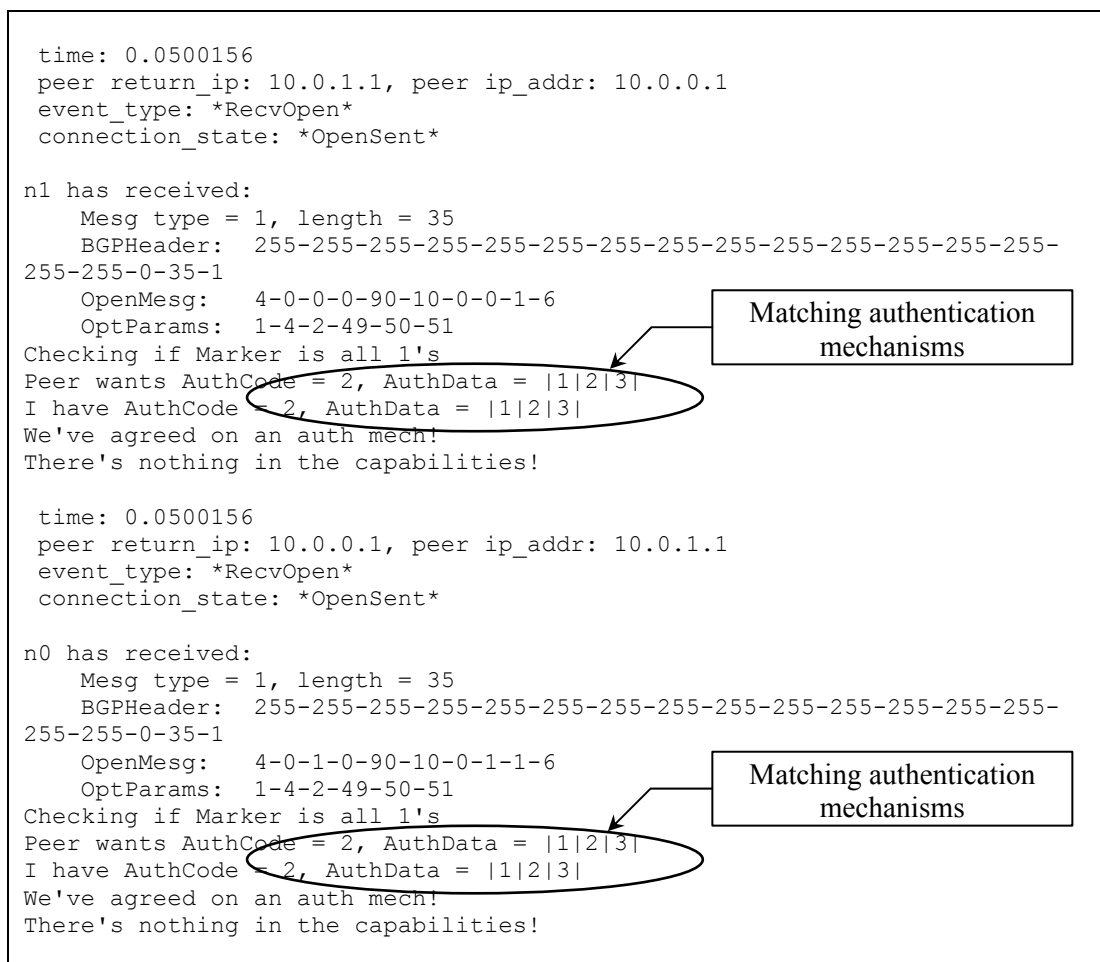 time: 0.0500156
peer return_ip: 10.0.1.1, peer ip_addr: 10.0.0.1
event_type: *RecvOpen*
connection_state: *OpenSent*
n1 has received:
Mesg type = 1, length = 35
BGPHeader: 255-255-255-255-255-255-255-255-255-255-255-255-255-255-
255-255-0-35-1
OpenMesg: 4-0-0-0-90-10-0-0-1-6
OptParams: 1-4-2-49-50-51
Matching authentication
mechanisms
Checking if Marker is all 1's
Peer wants AuthCode = 2, AuthData = |1|2|3|
I have AuthCode = 2, AuthData = |1|2|3|
We've agreed on an auth mech!
There's nothing in the capabilities!
time: 0.0500156
peer return_ip: 10.0.0.1, peer ip_addr: 10.0.1.1
event_type: *RecvOpen*
connection_state: *OpenSent*
n0 has received:
Mesg type = 1, length = 35
BGPHeader: 255-255-255-255-255-255-255-255-255-255-255-255-255-255-
255-255-0-35-1
OpenMesg: 4-0-1-0-90-10-0-1-1-6
OptParams: 1-4-2-49-50-51
Matching authentication
mechanisms
Checking if Marker is all 1's
Peer wants AuthCode = 2, AuthData = |1|2|3|
I have AuthCode = 2, AuthData = |1|2|3|
We've agreed on an auth mech!
There's nothing in the capabilities!